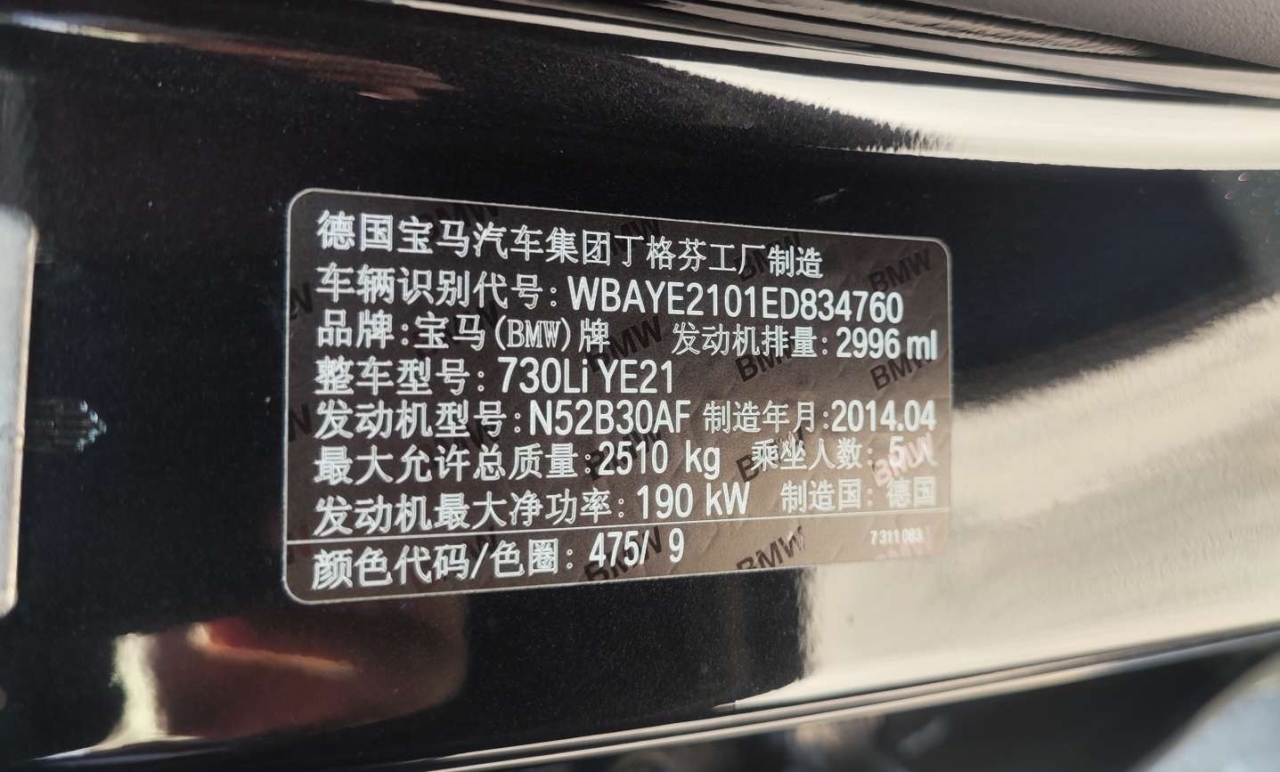 德国宝马汽车集团丁格芬工厂制造
车辆识别代号: WBAYE2101ED834760
品牌:宝马(BMW)牌 发动机排量: 2996 ml
整车型号: 730Li YE21
发动机型号: N52B30AF 制造年月:2014.04
最大允许总质量:2510 kg 乘坐人数: 5人
发动机最大净功率: 190 kW 制造国: 德国
颜色代码/色圈: 475/ 9 7 311 083